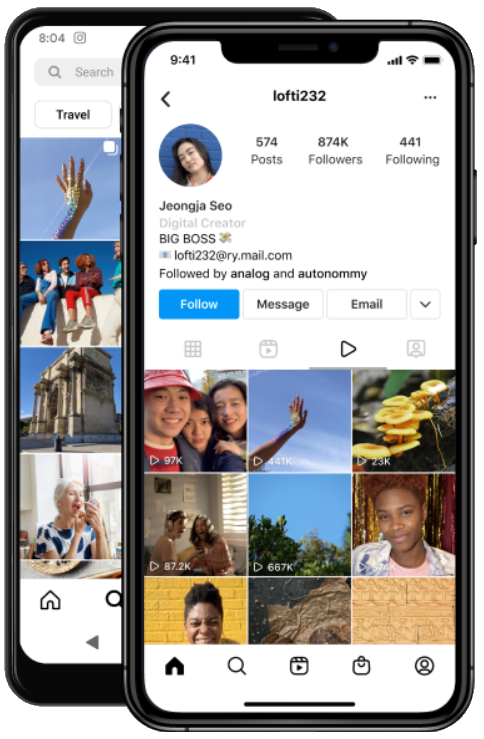 8:04
Search
Travel
9:41
lofti232
574 874K 441
Posts Followers Following
Jeongja Seo
Digital Creator
BIG BOSS 💸
📧 lofti232@ry.mail.com
Followed by analog and autonommy
Follow Message Email
97K 441K 23K
87.2K 667K